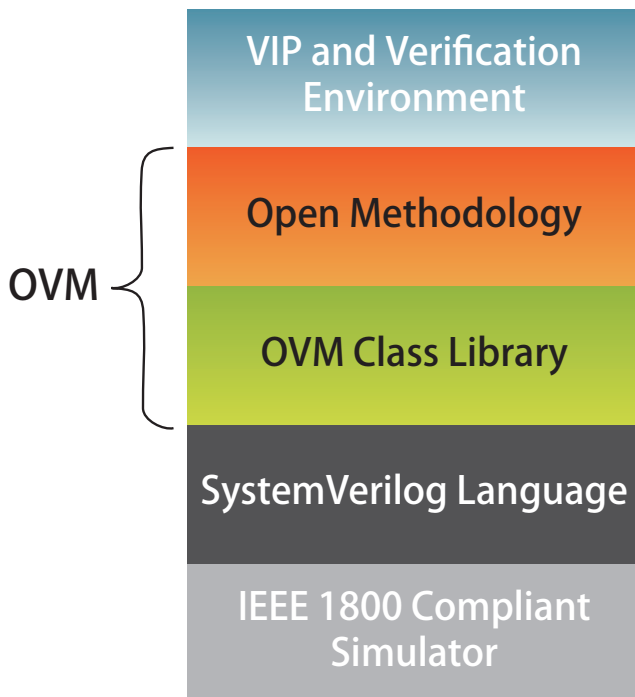 VIP and Verification
Environment
Open Methodology
OVM
OVM Class Library
SystemVerilog Language
IEEE 1800 Compliant
Simulator